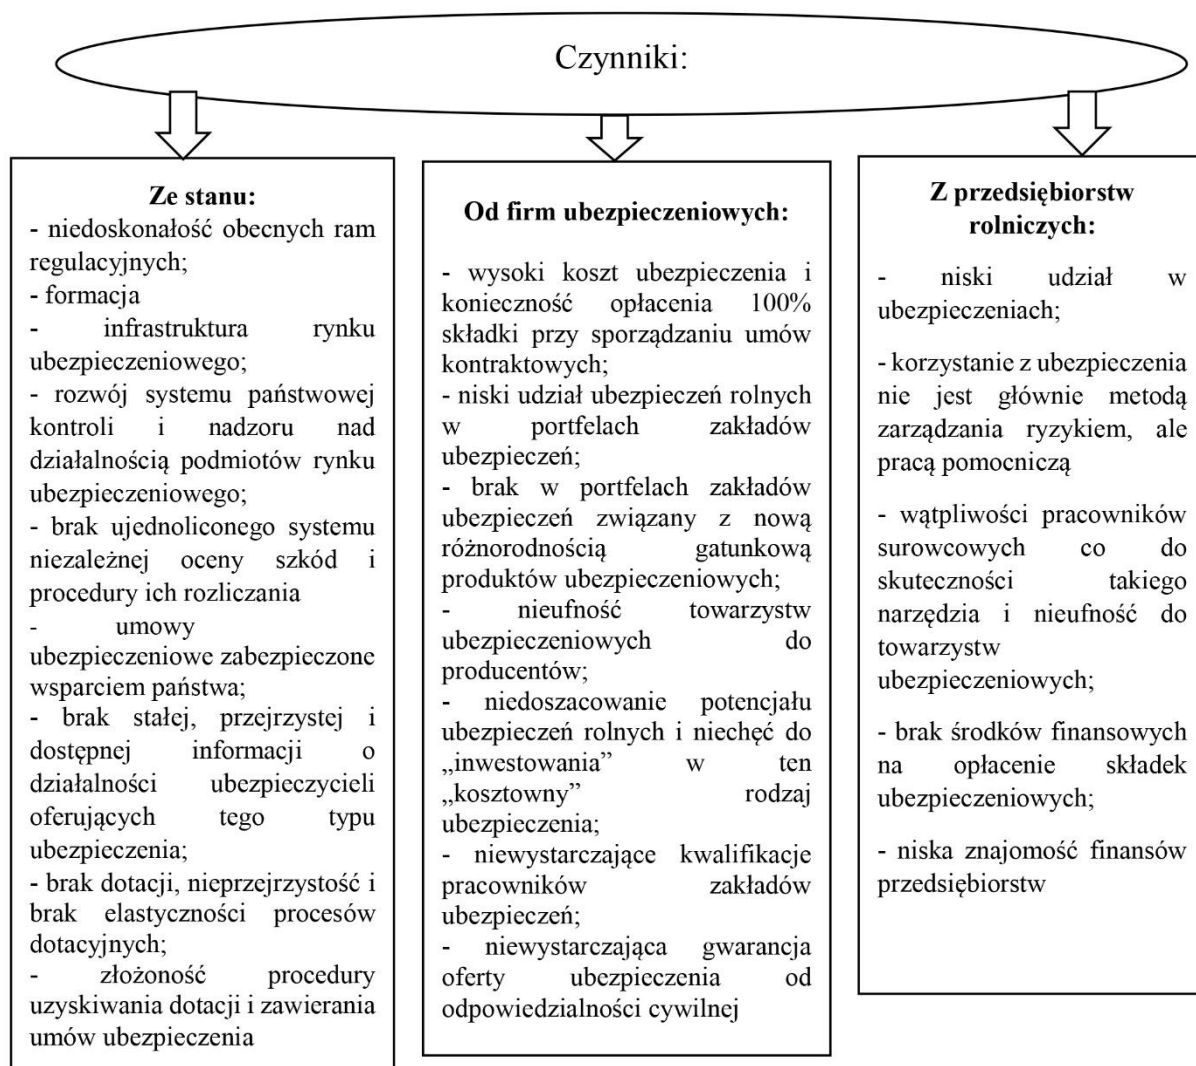 Czynniki:
Ze stanu:
- niedoskonałość obecnych ram
regulacyjnych;
- formacja
- infrastruktura rynku
ubezpieczeniowego;
- rozwój systemu państwowej
kontroli i nadzoru nad
działalnością podmiotów rynku
ubezpieczeniowego;
- brak ujednoliconego systemu
niezależnej oceny szkód i
procedury ich rozliczania
- umowy
ubezpieczeniowe zabezpieczone
wsparciem państwa;
- brak stałej, przejrzystej i
dostępnej informacji o
działalności ubezpieczycieli
oferujących tego typu
ubezpieczenia;
- brak dotacji, nieprzejrzystość i
brak elastyczności procesów
dotacyjnych;
- złożoność procedury
uzyskiwania dotacji i zawierania
umów ubezpieczenia
Od firm ubezpieczeniowych:
- wysoki koszt ubezpieczenia i
konieczność opłacenia 100%
składki przy sporządzaniu umów
kontraktowych;
- niski udział ubezpieczeń rolnych
w portfelach zakładów
ubezpieczeń;
- brak w portfelach zakładów
ubezpieczeń związany z nową
różnorodnością gatunkową
produktów ubezpieczeniowych;
- nieufność towarzystw
ubezpieczeniowych do
producentów;
- niedoszacowanie potencjału
ubezpieczeń rolnych i niechęć do
„inwestowania” w ten
„kosztowny” rodzaj
ubezpieczenia;
- niewystarczające kwalifikacje
pracowników zakładów
ubezpieczeń;
- niewystarczająca gwarancja
oferty ubezpieczenia od
odpowiedzialności cywilnej
Z przedsiębiorstw
rolniczych:
- niski udział w
ubezpieczeniach;
- korzystanie z ubezpieczenia
nie jest głównie metodą
zarządzania ryzykiem, ale
pracą pomocniczą
- wątpliwości pracowników
surowcowych co do
skuteczności takiego
narzędzia i nieufność do
towarzystw
ubezpieczeniowych;
- brak środków finansowych
na opłacenie składek
ubezpieczeniowych;
- niska znajomość finansów
przedsiębiorstw